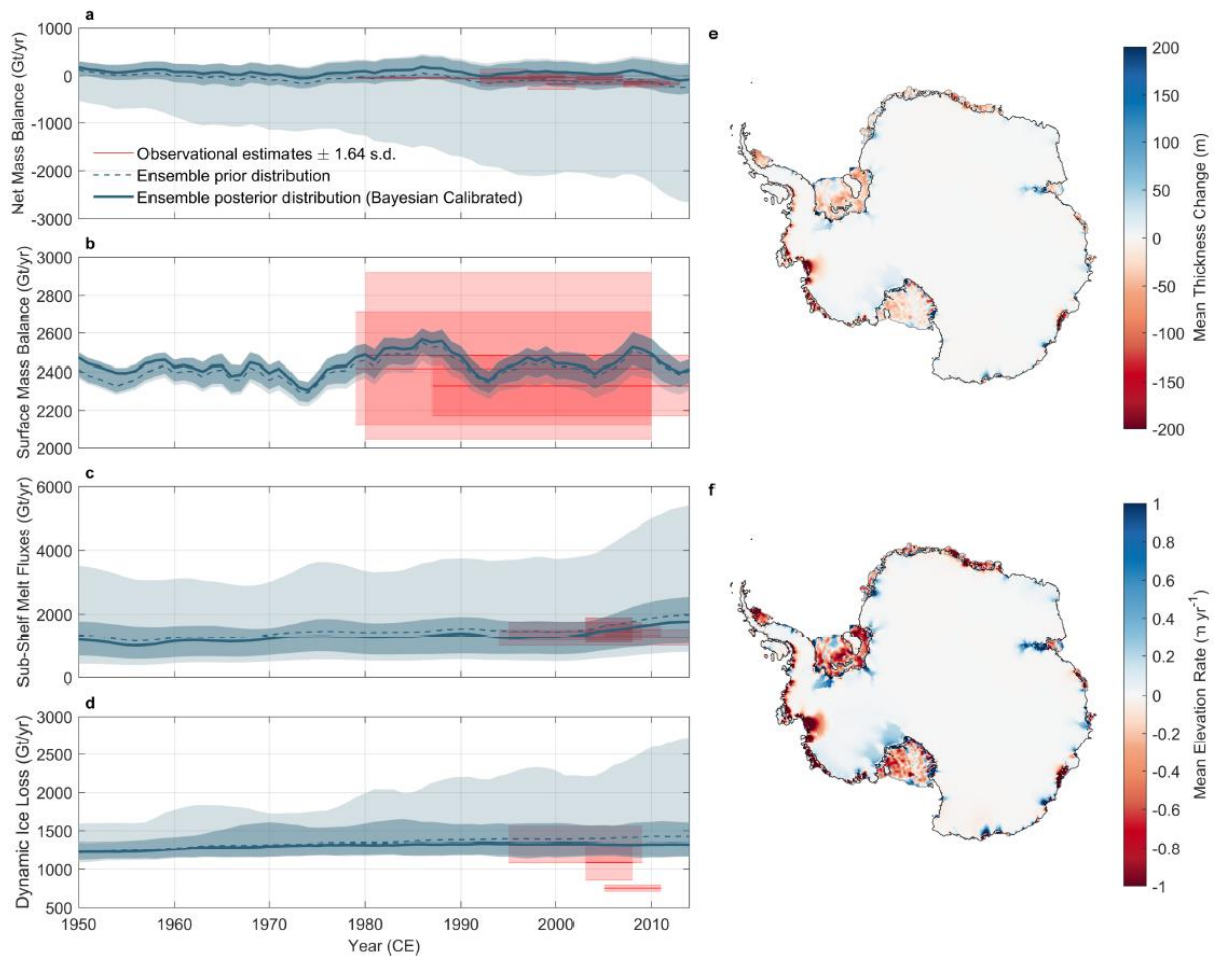 a
Net Mass Balance (Gt/yr)
1000
0
-1000
-2000
-3000
Observational estimates ± 1.64 s.d.
Ensemble prior distribution
Ensemble posterior distribution (Bayesian Calibrated)
b
Surface Mass Balance (Gt/yr)
3000
2800
2600
2400
2200
2000
c
Sub-Shelf Melt Fluxes (Gt/yr)
6000
4000
2000
0
d
Dynamic Ice Loss (Gt/yr)
3000
2500
2000
1500
1000
500
1950 1960 1970 1980 1990 2000 2010
Year (CE)
e
200
150
100
50
0
-50
-100
-150
-200
Mean Thickness Change (m)
f
1
0.8
0.6
0.4
0.2
0
-0.2
-0.4
-0.6
-0.8
-1
Mean Elevation Rate (m yr-1)